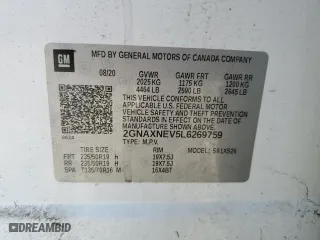 GM
MFD BY GENERAL MOTORS OF CANADA COMPANY
08/20 GVWR GAWR FRT GAWR RR
2025 KG 1175 KG 1200 KG
4464 LB 2590 LB 2645 LB
THIS VEHICLE CONFORMS TO ALL APPLICABLE
U.S. FEDERAL MOTOR VEHICLE SAFETY, BUMPER, AND
THEFT PREVENTION STANDARDS IN EFFECT ON THE DATE
OF MANUFACTURE SHOWN ABOVE.
2GNAXNEV5L6269759
TYPE: M.P.V.
TIRE SIZE RIM
FRT 235/50R19 H 19X7.5J
RR 235/50R19 H 19X7.5J
SPA T135/70R16 M 16X4BT